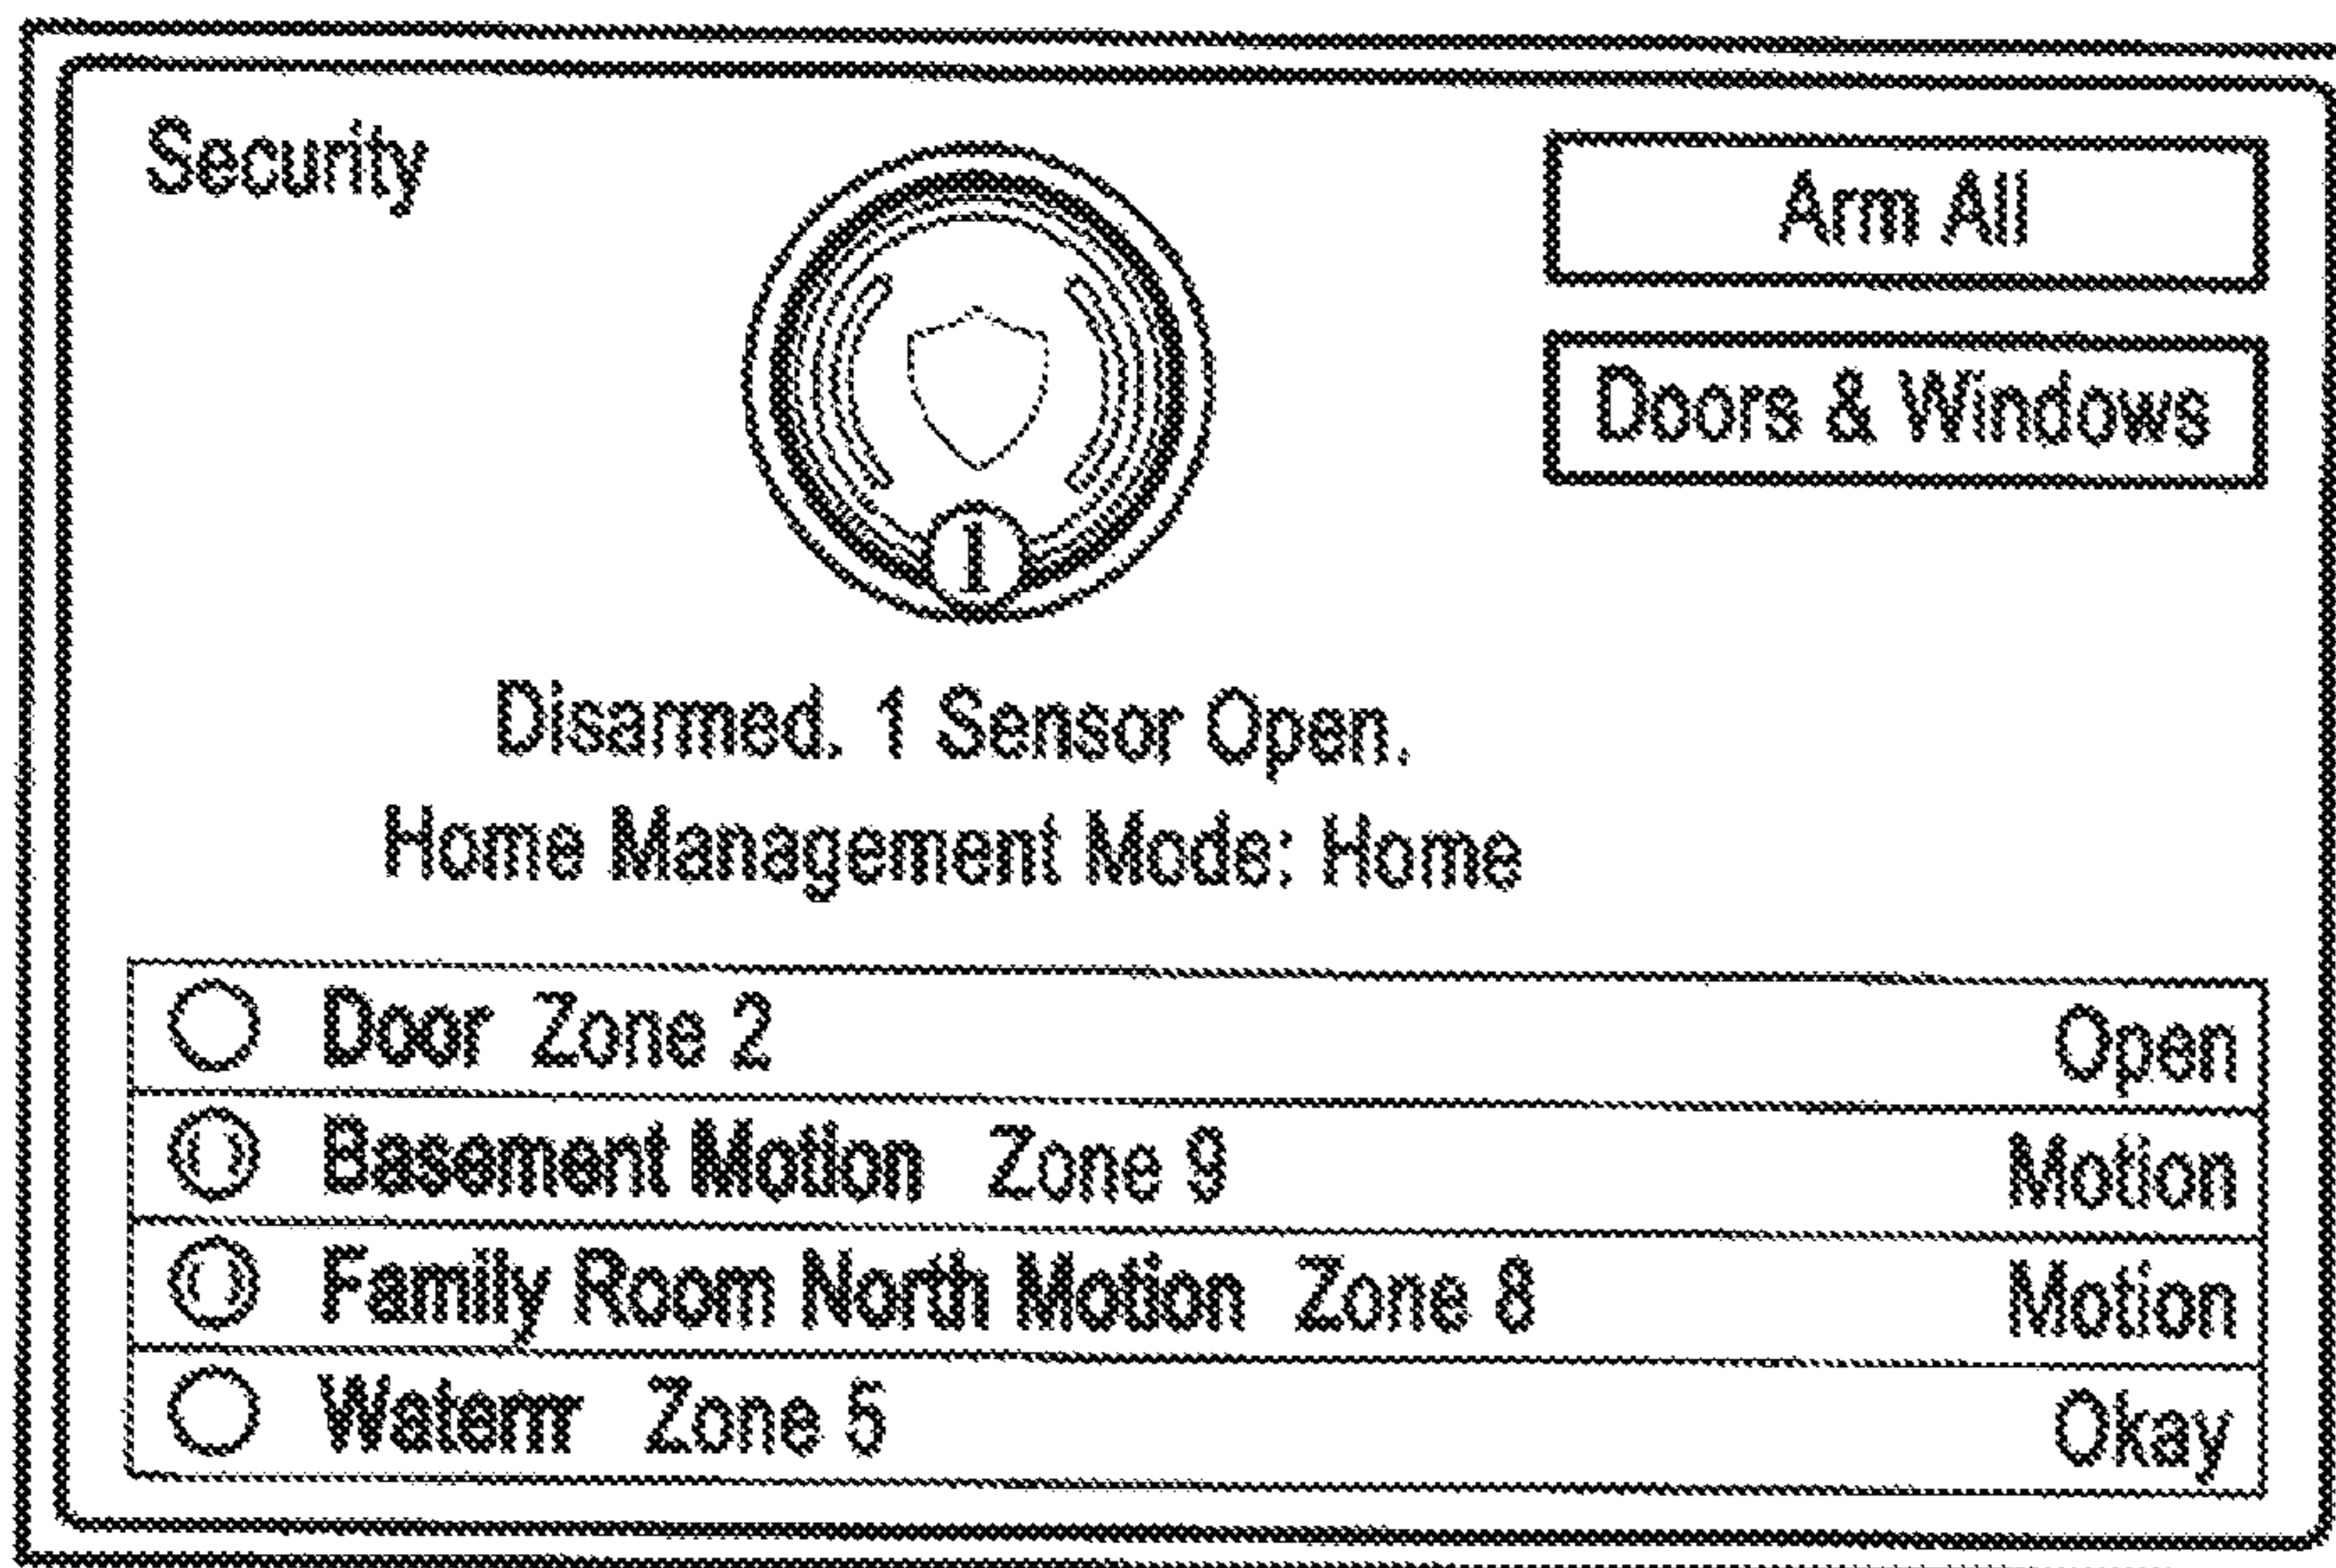 Security
Arm All
Doors & Windows
1
Disarmed. 1 Sensor Open.
Home Management Mode: Home
Door Zone 2 Open
Basement Motion Zone 9 Motion
Family Room North Motion Zone 8 Motion
Waterrr Zone 5 Okay